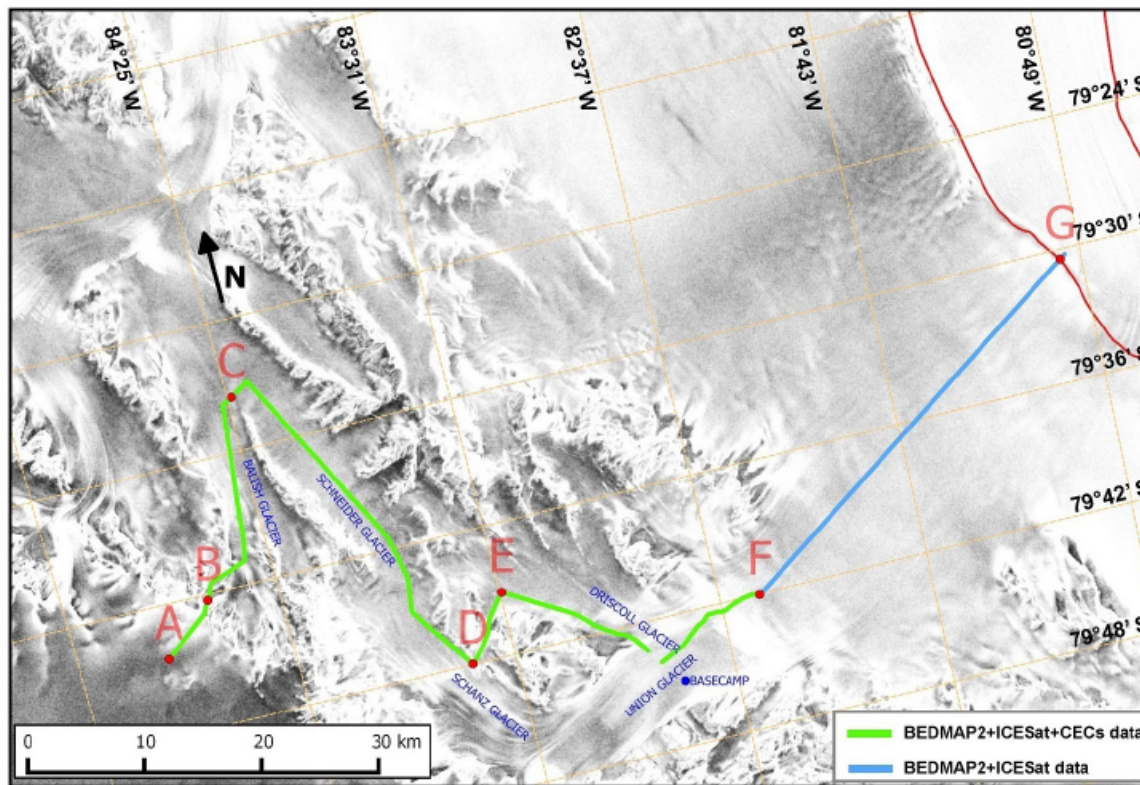 84°25' W
83°31' W
82°37' W
81°43' W
80°49' W
79°24' S
79°30' S
79°36' S
79°42' S
79°48' S
N
G
C
BALISH GLACIER
SCHNEIDER GLACIER
B
E
F
A
D
DRISCOLL GLACIER
SCHANZ GLACIER
UNION GLACIER
BASECAMP
0 10 20 30 km
BEDMAP2+ICESat+CECs data
BEDMAP2+ICESat data